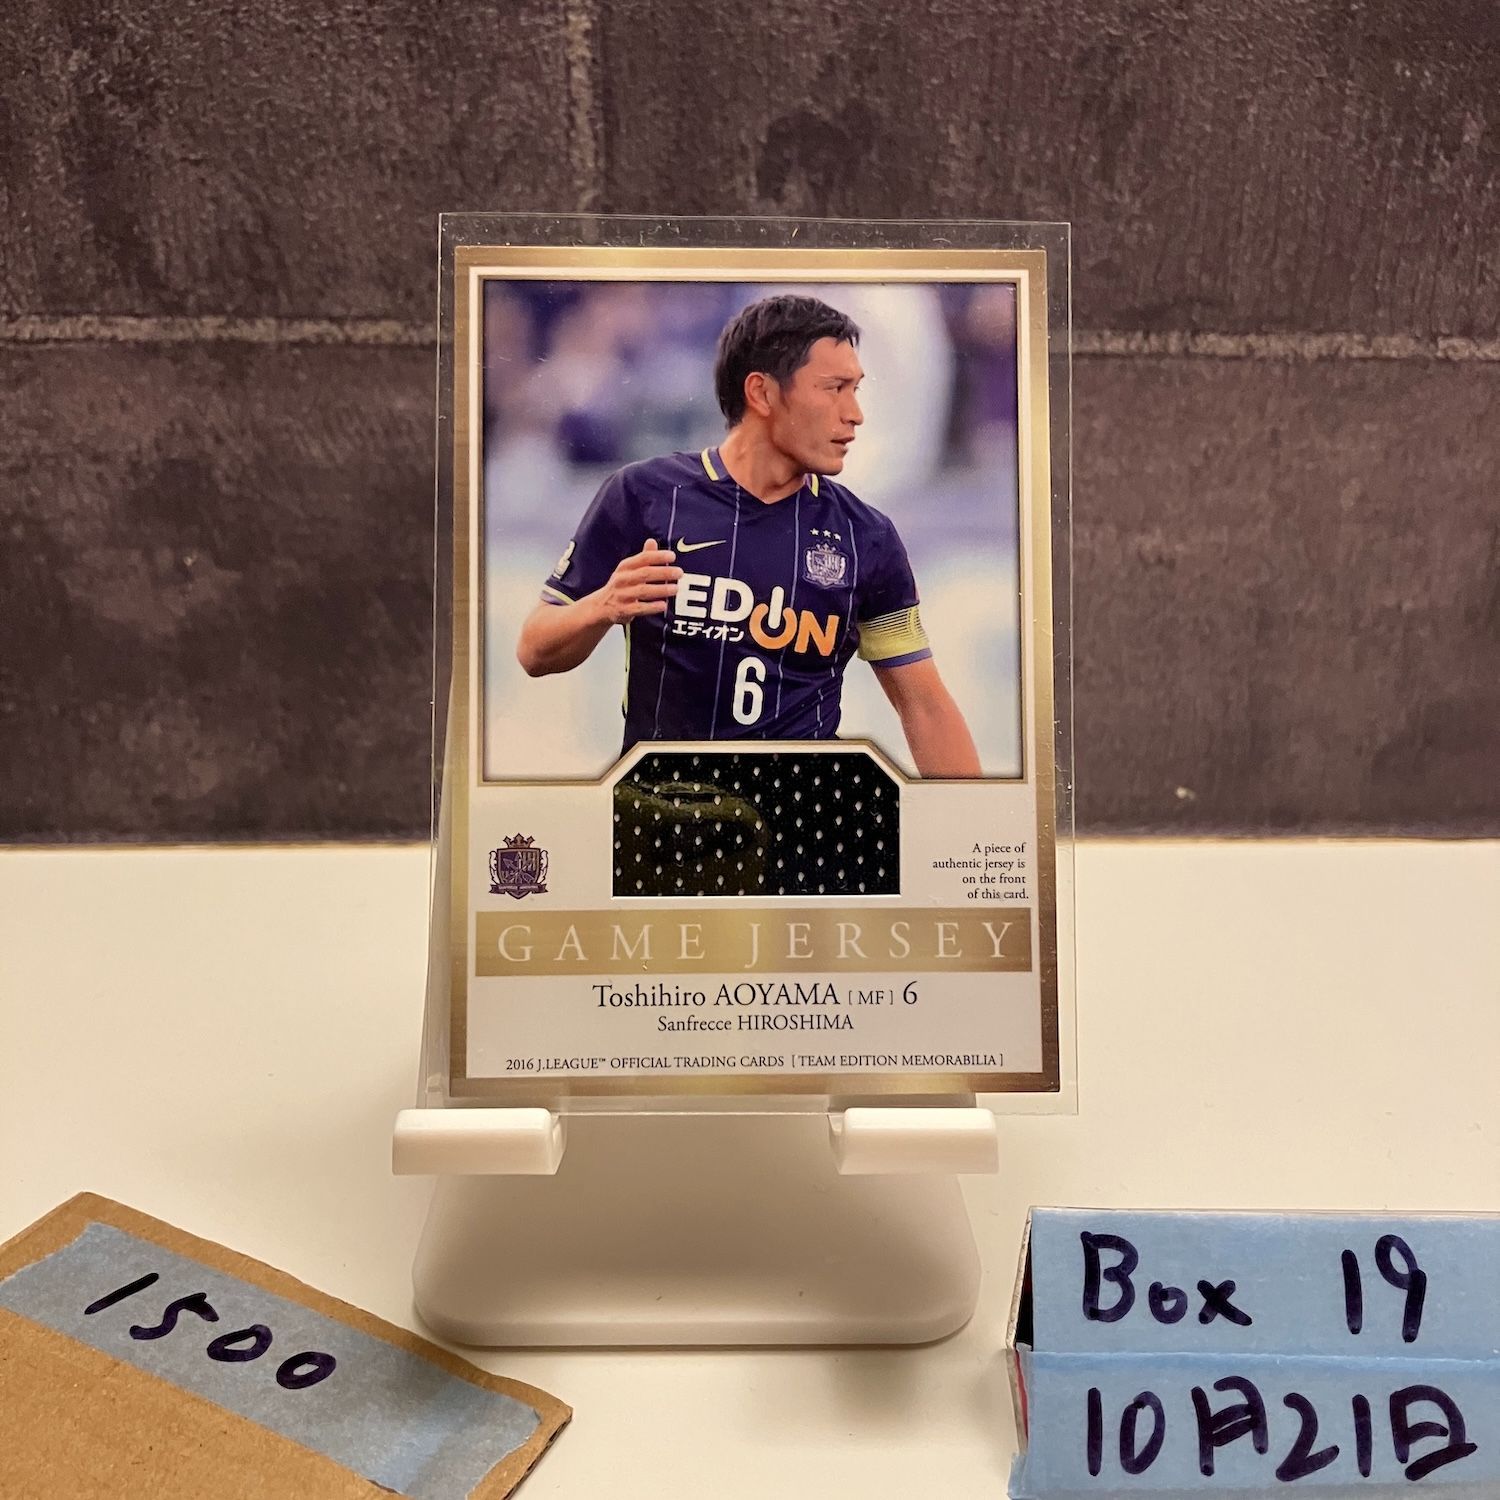 EDION
エディオン
6
A piece of
authentic jersey is
on the front
of this card.
GAME JERSEY
Toshihiro AOYAMA [MF] 6
Sanfrecce HIROSHIMA
2016 J.LEAGUE™ OFFICIAL TRADING CARDS [TEAM EDITION MEMORABILIA]
1500
Box 19
10月21日